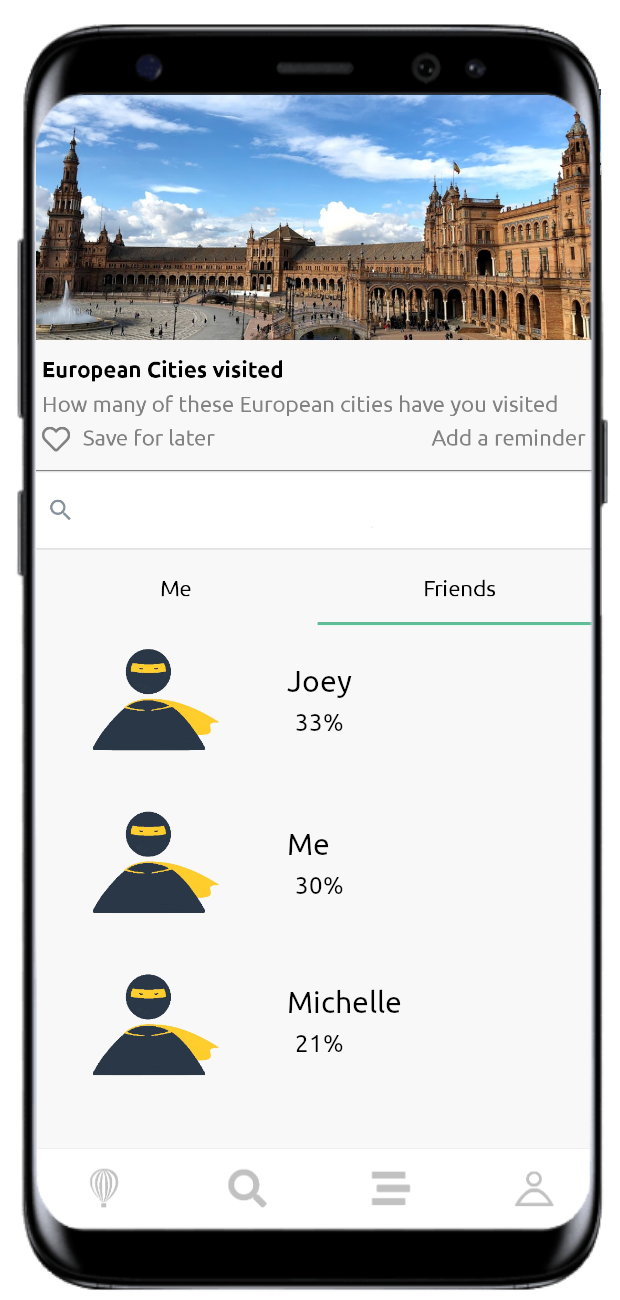 European Cities visited
How many of these European cities have you visited
Save for later Add a reminder
Me Friends
Joey
33%
Me
30%
Michelle
21%